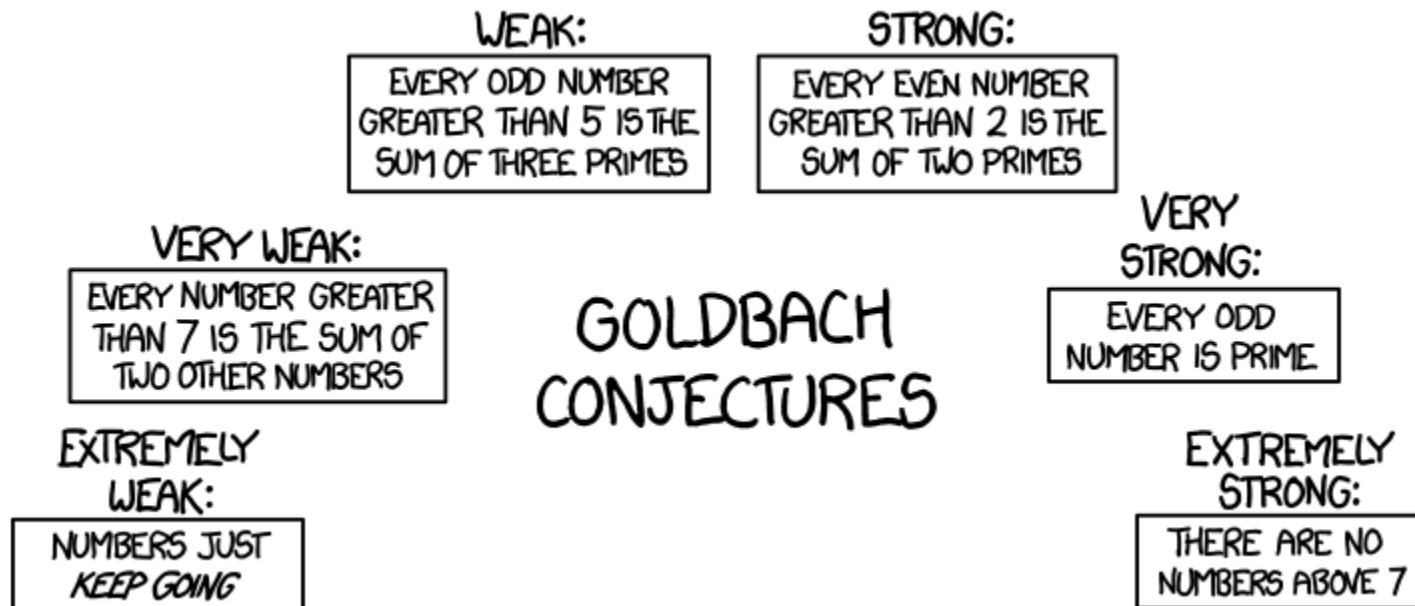 WEAK:
EVERY ODD NUMBER
GREATER THAN 5 IS THE
SUM OF THREE PRIMES
STRONG:
EVERY EVEN NUMBER
GREATER THAN 2 IS THE
SUM OF TWO PRIMES
VERY WEAK:
EVERY NUMBER GREATER
THAN 7 IS THE SUM OF
TWO OTHER NUMBERS
GOLDBACH
CONJECTURES
VERY
STRONG:
EVERY ODD
NUMBER IS PRIME
EXTREMELY
WEAK:
NUMBERS JUST
KEEP GOING
EXTREMELY
STRONG:
THERE ARE NO
NUMBERS ABOVE 7